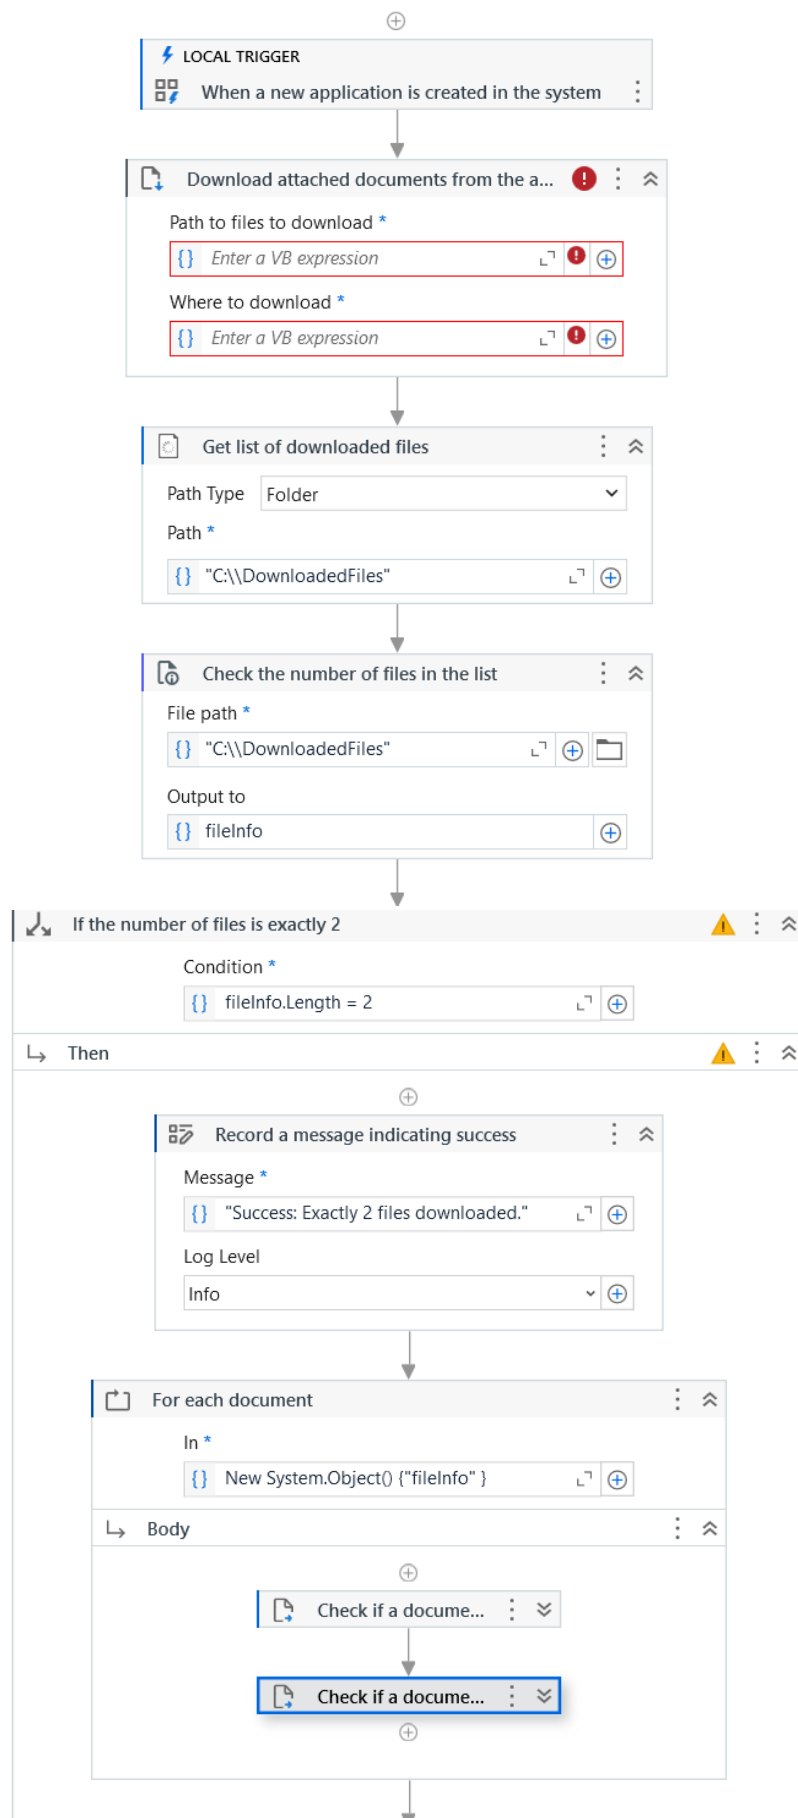 LOCAL TRIGGER
When a new application is created in the system
Download attached documents from the a...
Path to files to download *
{} Enter a VB expression
Where to download *
{} Enter a VB expression
Get list of downloaded files
Path Type Folder
Path *
{} "C:\\DownloadedFiles"
Check the number of files in the list
File path *
{} "C:\\DownloadedFiles"
Output to
{} fileInfo
If the number of files is exactly 2
Condition *
{} fileInfo.Length = 2
Then
Record a message indicating success
Message *
{} "Success: Exactly 2 files downloaded."
Log Level
Info
For each document
In *
{} New System.Object() {"fileInfo" }
Body
Check if a docume...
Check if a docume...